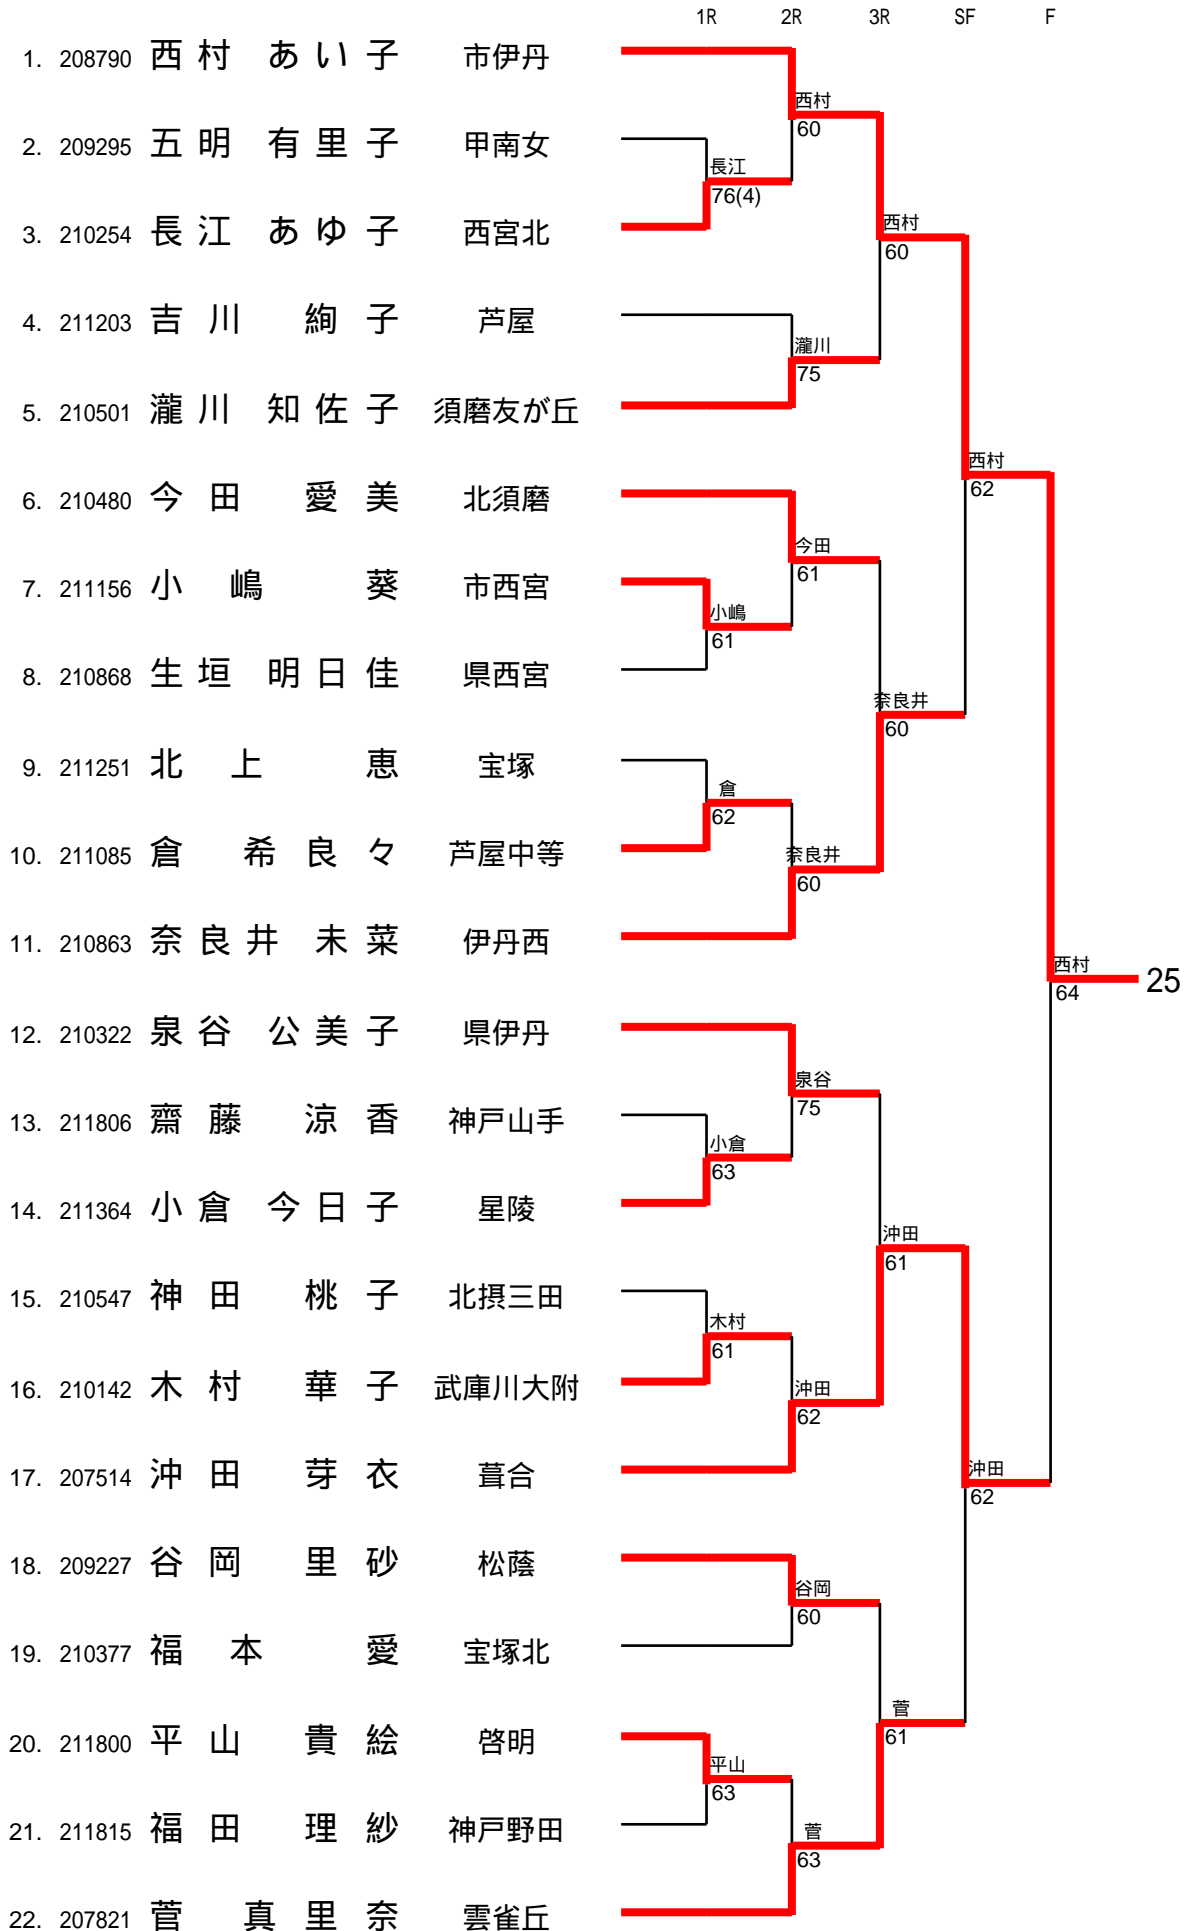 1R 2R 3R SF F
1. 208790 西村 あい子 市伊丹
西村
60
2. 209295 五明 有里子 甲南女
長江
76(4)
3. 210254 長江 あゆ子 西宮北
西村
60
4. 211203 吉川 絢子 芦屋
瀧川
75
5. 210501 瀧川 知佐子 須磨友が丘
西村
62
6. 210480 今田 愛美 北須磨
今田
61
7. 211156 小嶋 葵 市西宮
小嶋
61
8. 210868 生垣 明日佳 県西宮
奈良井
60
9. 211251 北上 恵 宝塚
倉
62
10. 211085 倉 希良々 芦屋中等
奈良井
60
11. 210863 奈良井 未菜 伊丹西
西村
64
25
12. 210322 泉谷 公美子 県伊丹
泉谷
75
13. 211806 齋藤 涼香 神戸山手
小倉
63
14. 211364 小倉 今日子 星陵
沖田
61
15. 210547 神田 桃子 北摂三田
木村
61
16. 210142 木村 華子 武庫川大附
沖田
62
17. 207514 沖田 芽衣 葺合
沖田
62
18. 209227 谷岡 里砂 松蔭
谷岡
60
19. 210377 福本 愛 宝塚北
菅
61
20. 211800 平山 貴絵 啓明
平山
63
21. 211815 福田 理紗 神戸野田
菅
63
22. 207821 菅 真里奈 雲雀丘